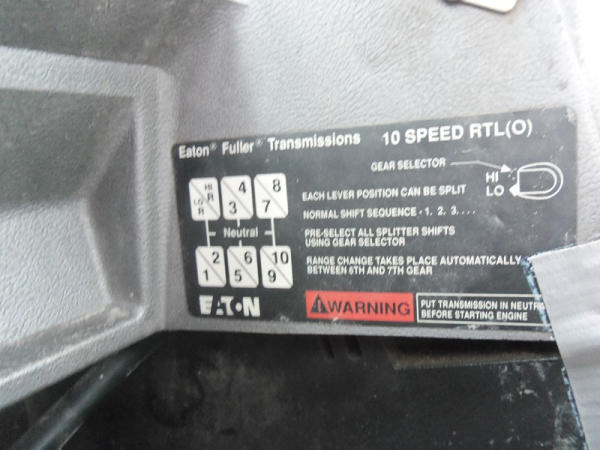 Eaton® Fuller® Transmissions 10 SPEED RTL(O)
GEAR SELECTOR
HI
LO
HI
R
LO
R
4
3
8
7
EACH LEVER POSITION CAN BE SPLIT
NORMAL SHIFT SEQUENCE - 1, 2, 3, . . . .
Neutral
PRE-SELECT ALL SPLITTER SHIFTS
USING GEAR SELECTOR
2
1
6
5
10
9
RANGE CHANGE TAKES PLACE AUTOMATICALLY
BETWEEN 6TH AND 7TH GEAR
EATON
WARNING
PUT TRANSMISSION IN NEUTR
BEFORE STARTING ENGINE